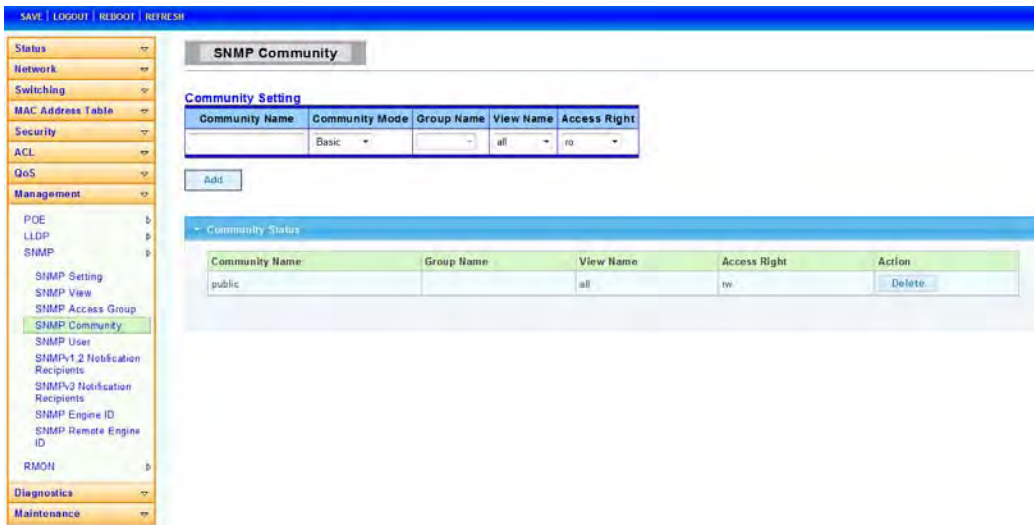 SAVE | LOGOUT | REBOOT | REFRESH
Status
Network
Switching
MAC Address Table
Security
ACL
QoS
Management
POE
LLDP
SNMP
SNMP Setting
SNMP View
SNMP Access Group
SNMP Community
SNMP User
SNMPv1,2 Notification
Recipients
SNMPv3 Notification
Recipients
SNMP Engine ID
SNMP Remote Engine
ID
RMON
Diagnostics
Maintenance
SNMP Community
Community Setting
Community Name Community Mode Group Name View Name Access Right
Basic all ro
Add
Community Status
Community Name Group Name View Name Access Right Action
public all rw Delete